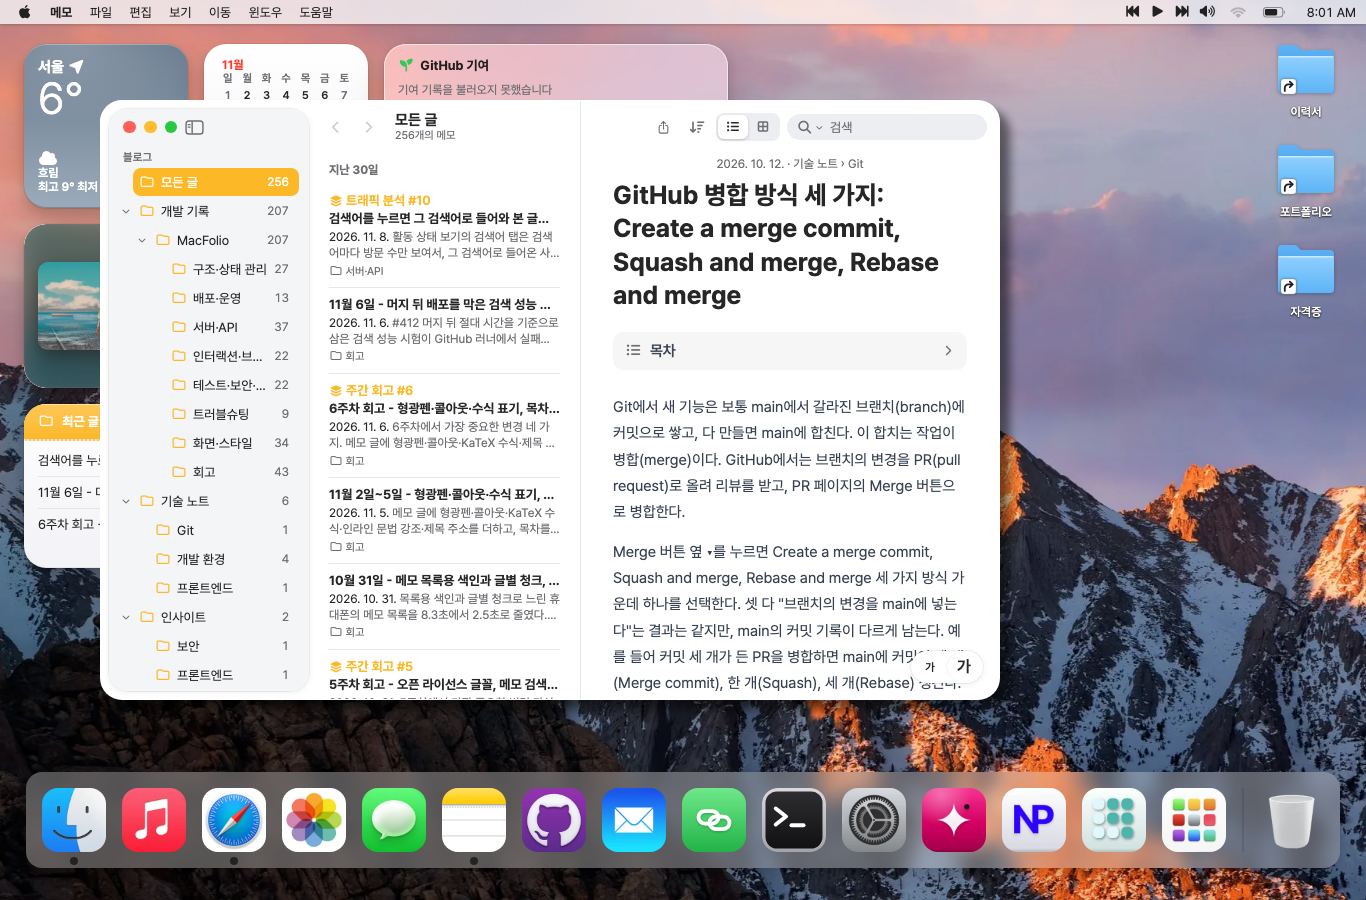 메모 파일 편집 보기 이동 윈도우 도움말
8:01 AM
서울
6°
흐림
최고 9° 최저
11월
일 월 화 수 목 금 토
1 2 3 4 5 6 7
GitHub 기여
기여 기록을 불러오지 못했습니다
이력서
포트폴리오
자격증
최근 글
검색어를 누르
11월 6일 -
6주차 회고 -
블로그
모든 글 256
개발 기록 207
MacFolio 207
구조·상태 관리 27
배포·운영 13
서버·API 37
인터랙션·브... 22
테스트·보안·... 22
트러블슈팅 9
화면·스타일 34
회고 43
기술 노트 6
Git 1
개발 환경 4
프론트엔드 1
인사이트 2
보안 1
프론트엔드 1
모든 글
256개의 메모
검색
지난 30일
트래픽 분석 #10
검색어를 누르면 그 검색어로 들어와 본 글...
2026. 11. 8. 활동 상태 보기의 검색어 탭은 검색
어마다 방문 수만 보여서, 그 검색어로 들어온 사...
서버·API
11월 6일 - 머지 뒤 배포를 막은 검색 성능 ...
2026. 11. 6. #412 머지 뒤 절대 시간을 기준으로
삼은 검색 성능 시험이 GitHub 러너에서 실패...
회고
주간 회고 #6
6주차 회고 - 형광펜·콜아웃·수식 표기, 목차...
2026. 11. 6. 6주차에서 가장 중요한 변경 네 가
지. 메모 글에 형광펜·콜아웃·KaTeX 수식·제목 ...
회고
11월 2일~5일 - 형광펜·콜아웃·수식 표기, ...
2026. 11. 5. 메모 글에 형광펜·콜아웃·KaTeX 수
식·인라인 문법 강조·제목 주소를 더하고, 목차를...
회고
10월 31일 - 메모 목록용 색인과 글별 청크, ...
2026. 10. 31. 목록용 색인과 글별 청크로 느린 휴
대폰의 메모 목록을 8.3초에서 2.5초로 줄였다....
회고
주간 회고 #5
5주차 회고 - 오픈 라이선스 글꼴, 메모 검색...
2026. 10. 12. · 기술 노트 › Git
GitHub 병합 방식 세 가지:
Create a merge commit,
Squash and merge, Rebase
and merge
목차
Git에서 새 기능은 보통 main에서 갈라진 브랜치(branch)에
커밋으로 쌓고, 다 만들면 main에 합친다. 이 합치는 작업이
병합(merge)이다. GitHub에서는 브랜치의 변경을 PR(pull
request)로 올려 리뷰를 받고, PR 페이지의 Merge 버튼으
로 병합한다.
Merge 버튼 옆 ▾를 누르면 Create a merge commit,
Squash and merge, Rebase and merge 세 가지 방식 가
운데 하나를 선택한다. 셋 다 "브랜치의 변경을 main에 넣는
다"는 결과는 같지만, main의 커밋 기록이 다르게 남는다. 예
를 들어 커밋 세 개가 든 PR을 병합하면 main에 커밋이
(Merge commit), 한 개(Squash), 세 개(Rebase)
가 가
NP